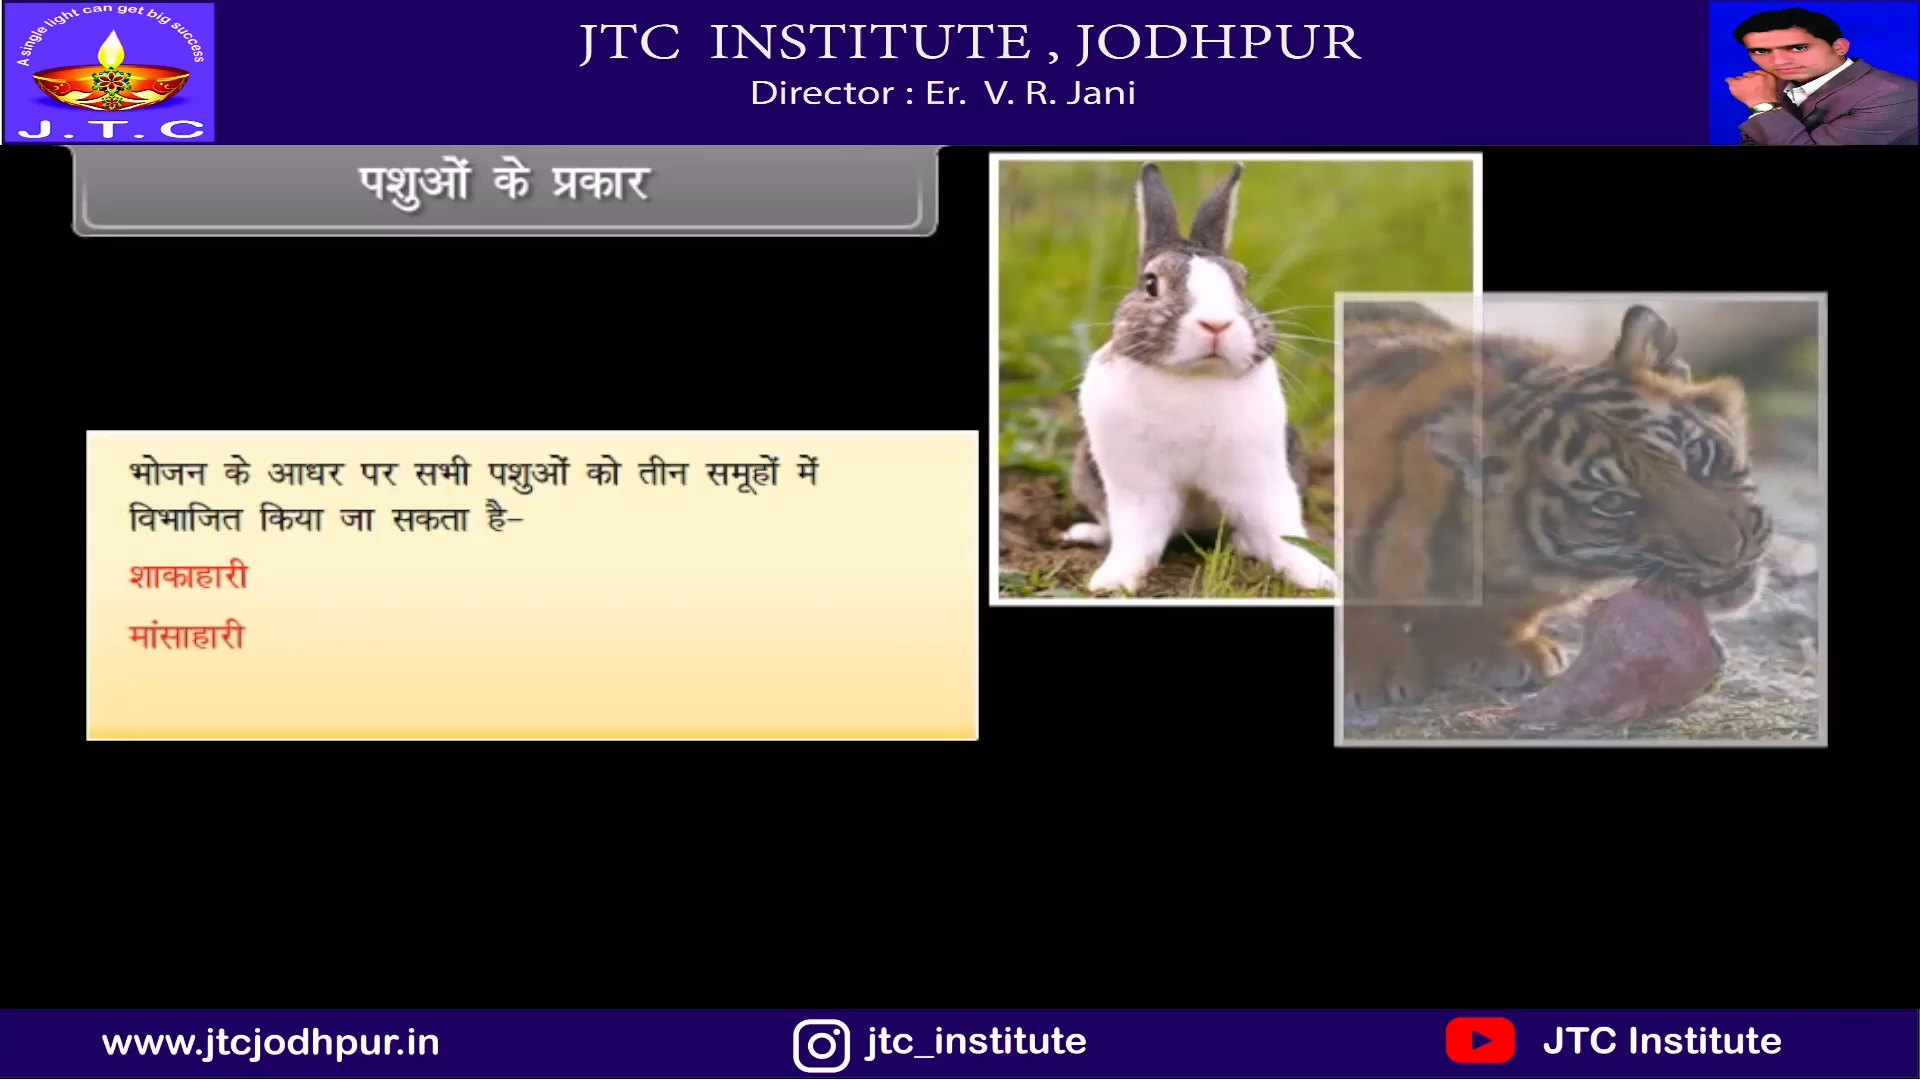 A single light can get big success
J.T.C
JTC INSTITUTE, JODHPUR
Director : Er. V. R. Jani
पशुओं के प्रकार
भोजन के आधर पर सभी पशुओं को तीन समूहों में
विभाजित किया जा सकता है–
शाकाहारी
मांसाहारी
www.jtcjodhpur.in
jtc_institute
JTC Institute